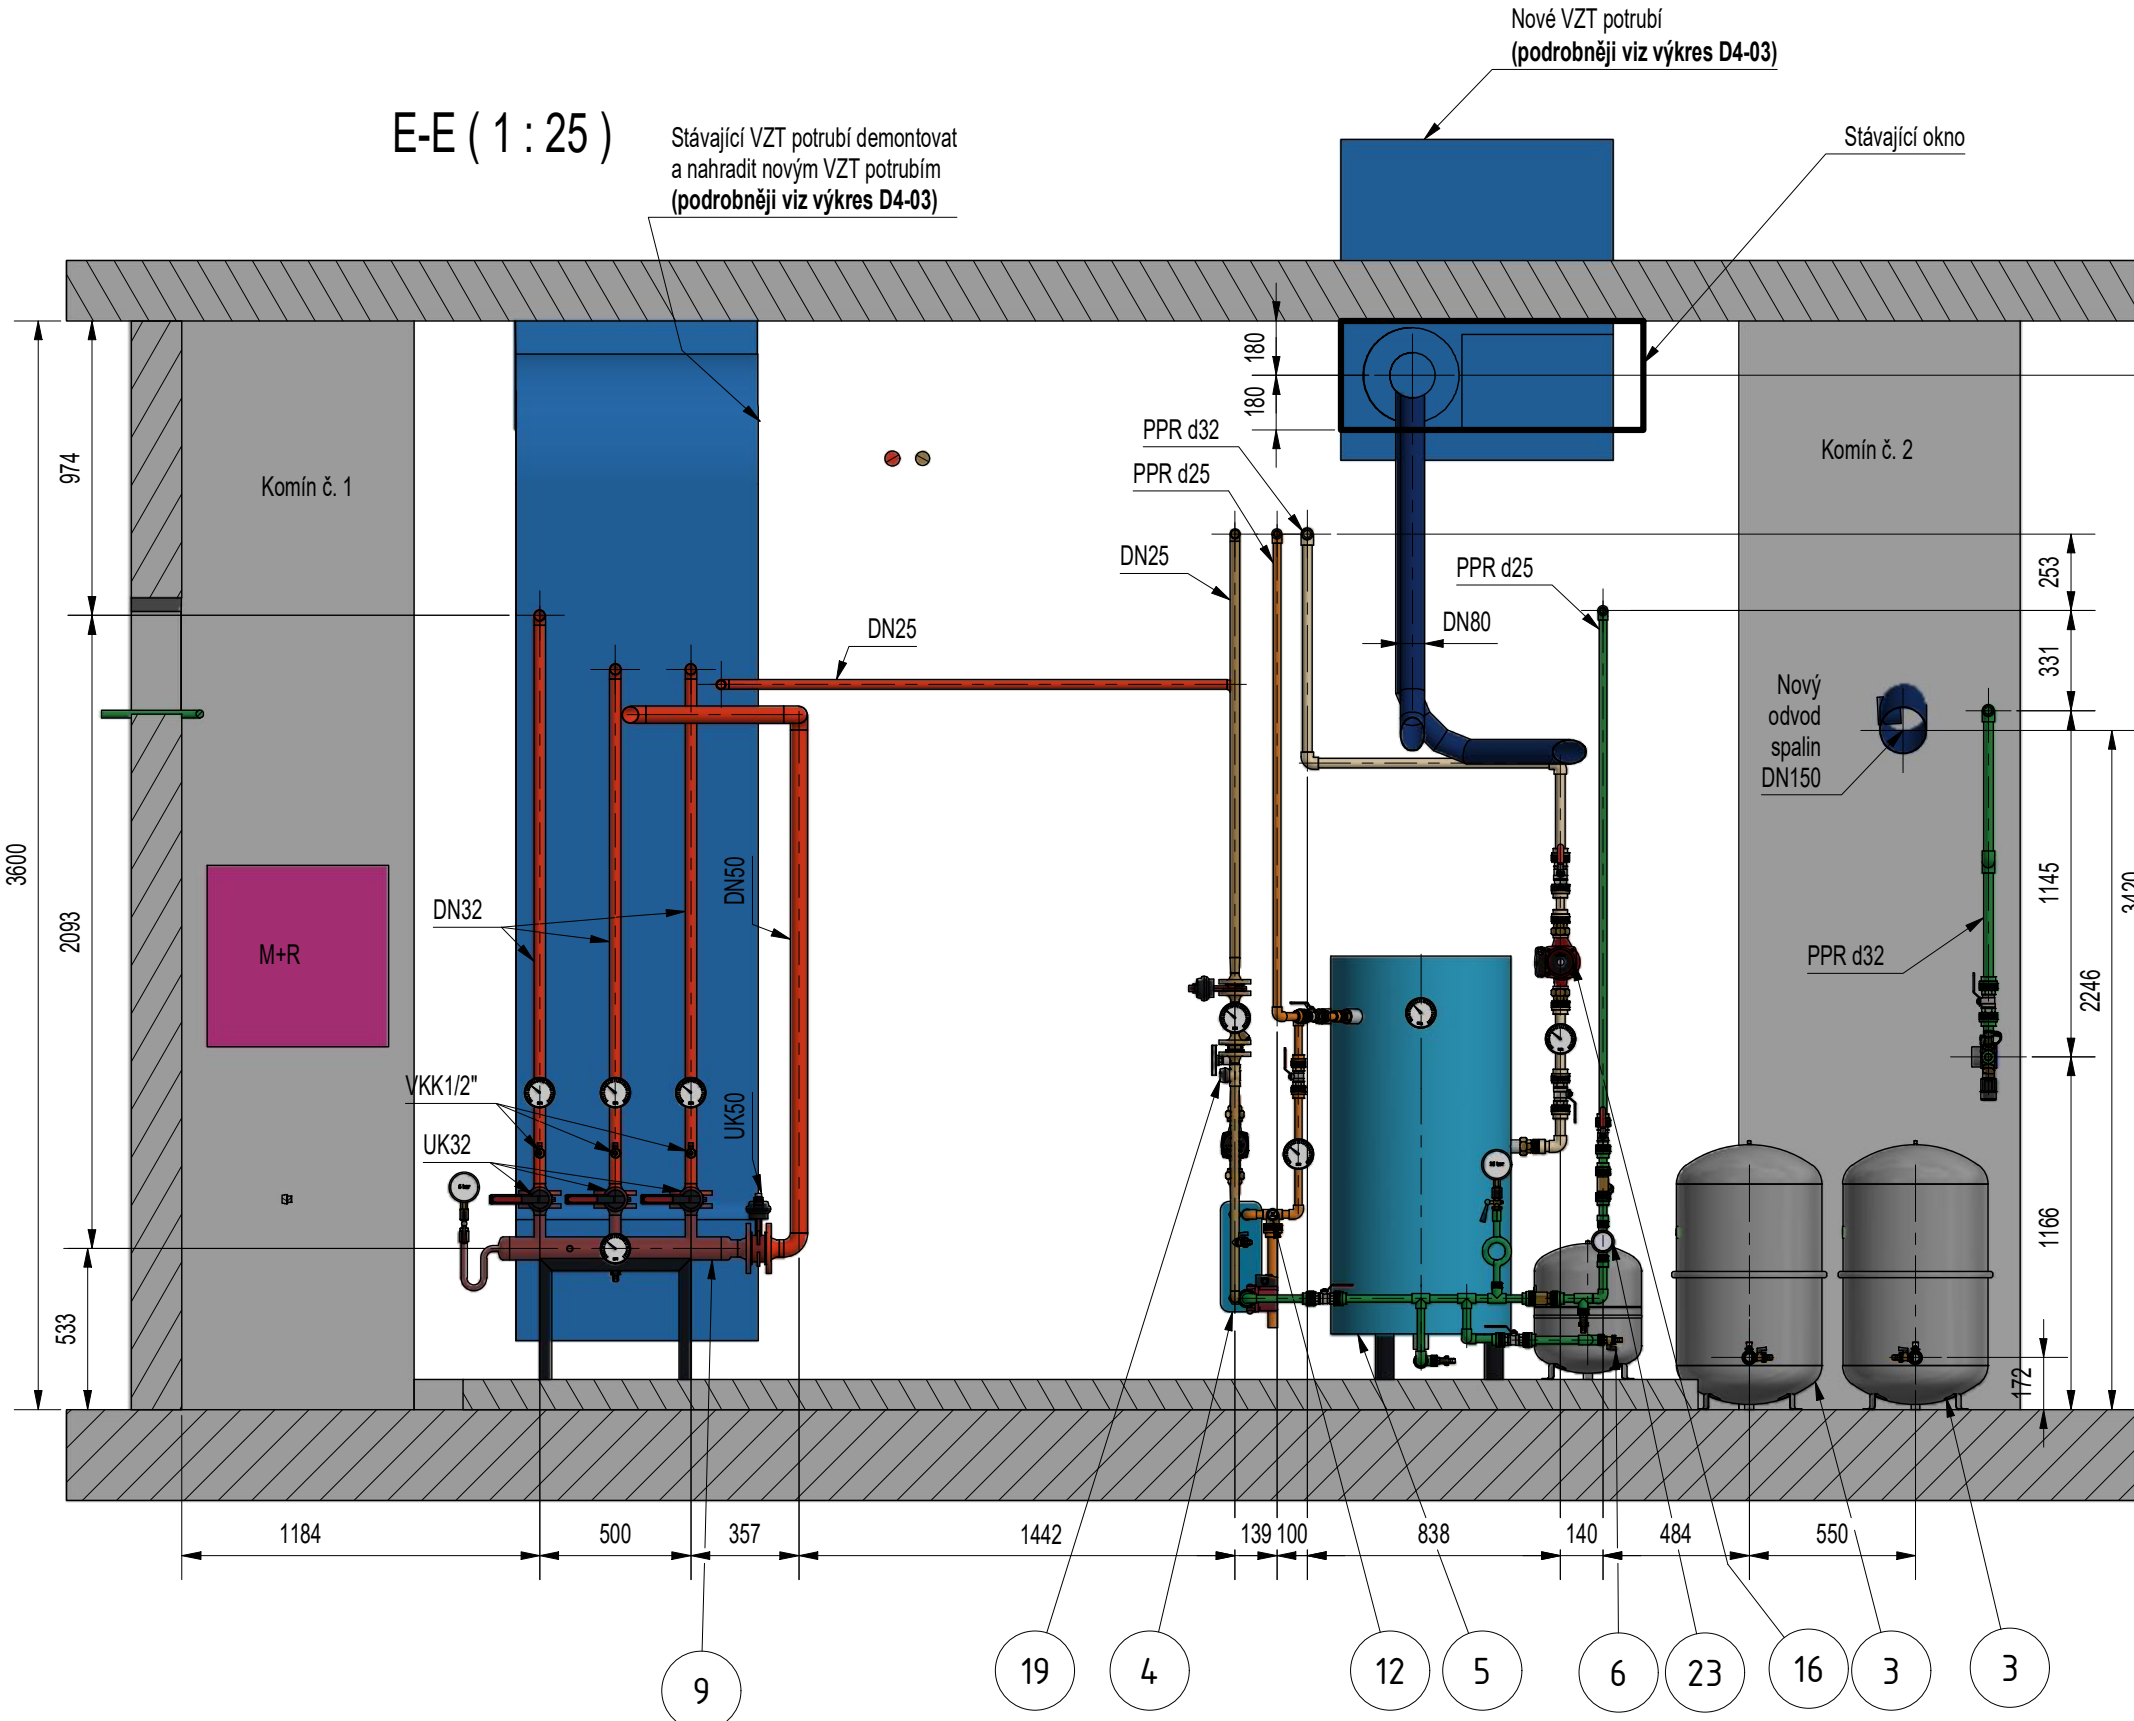 Nové VZT potrubí
(podrobněji viz výkres D4-03)
E-E ( 1 : 25 )
Stávající VZT potrubí demontovat
a nahradit novým VZT potrubím
(podrobněji viz výkres D4-03)
Stávající okno
180
180
974
Komín č. 1
PPR d32
PPR d25
Komín č. 2
DN25
PPR d25
253
DN25
DN80
331
Nový
odvod
spalin
DN150
3600
2093
DN32
DN50
M+R
1145
3420
PPR d32
2246
VKK1/2"
UK50
UK32
1166
533
172
1184
500
357
1442
139
100
838
140
484
550
9
19
4
12
5
6
23
16
3
3